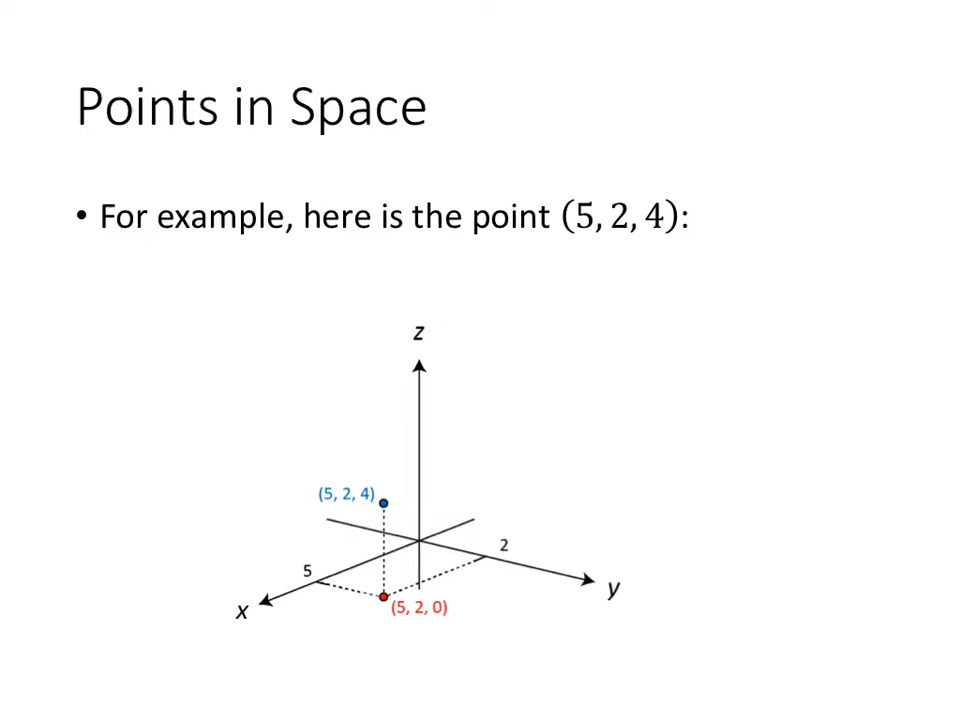 Points in Space
• For example, here is the point (5, 2, 4):
z
(5, 2, 4)
2
5
y
x
(5, 2, 0)